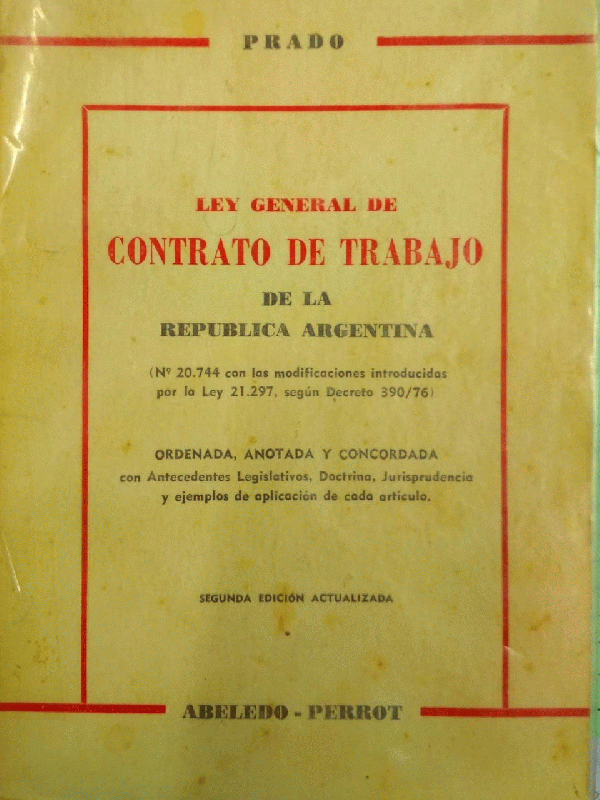 PRADO
LEY GENERAL DE
CONTRATO DE TRABAJO
DE LA
REPUBLICA ARGENTINA
(Nº 20.744 con las modificaciones introducidas
por la Ley 21.297, según Decreto 390/76)
ORDENADA, ANOTADA Y CONCORDADA
con Antecedentes Legislativos, Doctrina, Jurisprudencia
y ejemplos de aplicación de cada artículo.
SEGUNDA EDICIÓN ACTUALIZADA
ABELEDO - PERROT